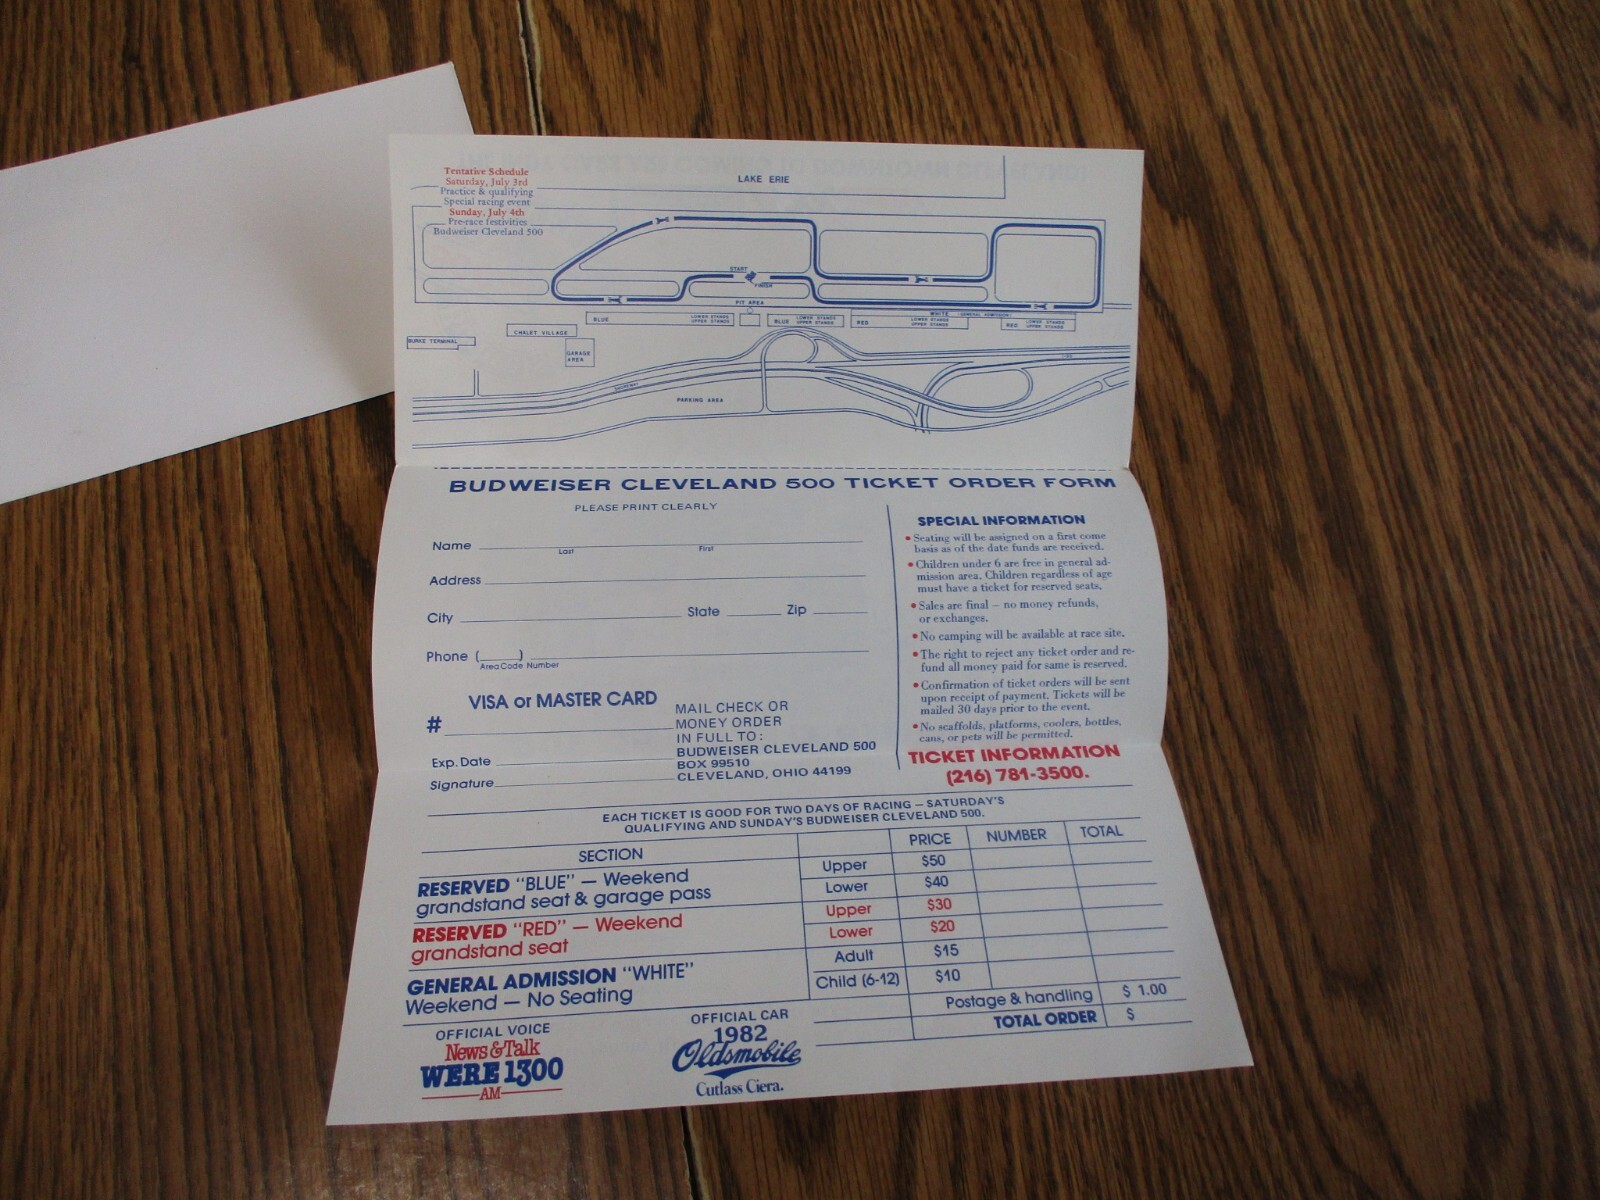 Tentative Schedule
Saturday, July 3rd
Practice & qualifying
Special racing event
Sunday, July 4th
Pre-race festivities
Budweiser Cleveland 500
LAKE ERIE
START
FINISH
PIT AREA
BLUE
LOWER STANDS
UPPER STANDS
BLUE
LOWER STANDS
UPPER STANDS
RED
WHITE (GENERAL ADMISSION)
LOWER STANDS
UPPER STANDS
RED
LOWER STANDS
UPPER STANDS
BURKE TERMINAL
CHALET VILLAGE
GARAGE
AREA
SHOREWAY
PARKING AREA
BUDWEISER CLEVELAND 500 TICKET ORDER FORM
PLEASE PRINT CLEARLY
Name
Last First
Address
City State Zip
Phone ( )
Area Code Number
VISA or MASTER CARD
#
Exp. Date
Signature
MAIL CHECK OR
MONEY ORDER
IN FULL TO:
BUDWEISER CLEVELAND 500
BOX 99510
CLEVELAND, OHIO 44199
SPECIAL INFORMATION
• Seating will be assigned on a first come
basis as of the date funds are received.
• Children under 6 are free in general ad-
mission area. Children regardless of age
must have a ticket for reserved seats.
• Sales are final — no money refunds,
or exchanges.
• No camping will be available at race site.
• The right to reject any ticket order and re-
fund all money paid for same is reserved.
• Confirmation of ticket orders will be sent
upon receipt of payment. Tickets will be
mailed 30 days prior to the event.
• No scaffolds, platforms, coolers, bottles,
cans, or pets will be permitted.
TICKET INFORMATION
(216) 781-3500.
EACH TICKET IS GOOD FOR TWO DAYS OF RACING — SATURDAY'S
QUALIFYING AND SUNDAY'S BUDWEISER CLEVELAND 500.
SECTION PRICE NUMBER TOTAL
RESERVED "BLUE" — Weekend
grandstand seat & garage pass
Upper $50
Lower $40
RESERVED "RED" — Weekend
grandstand seat
Upper $30
Lower $20
GENERAL ADMISSION "WHITE"
Weekend — No Seating
Adult $15
Child (6-12) $10
Postage & handling $ 1.00
TOTAL ORDER $
OFFICIAL VOICE
News & Talk
WERE 1300
AM
OFFICIAL CAR
1982
Oldsmobile
Cutlass Ciera.